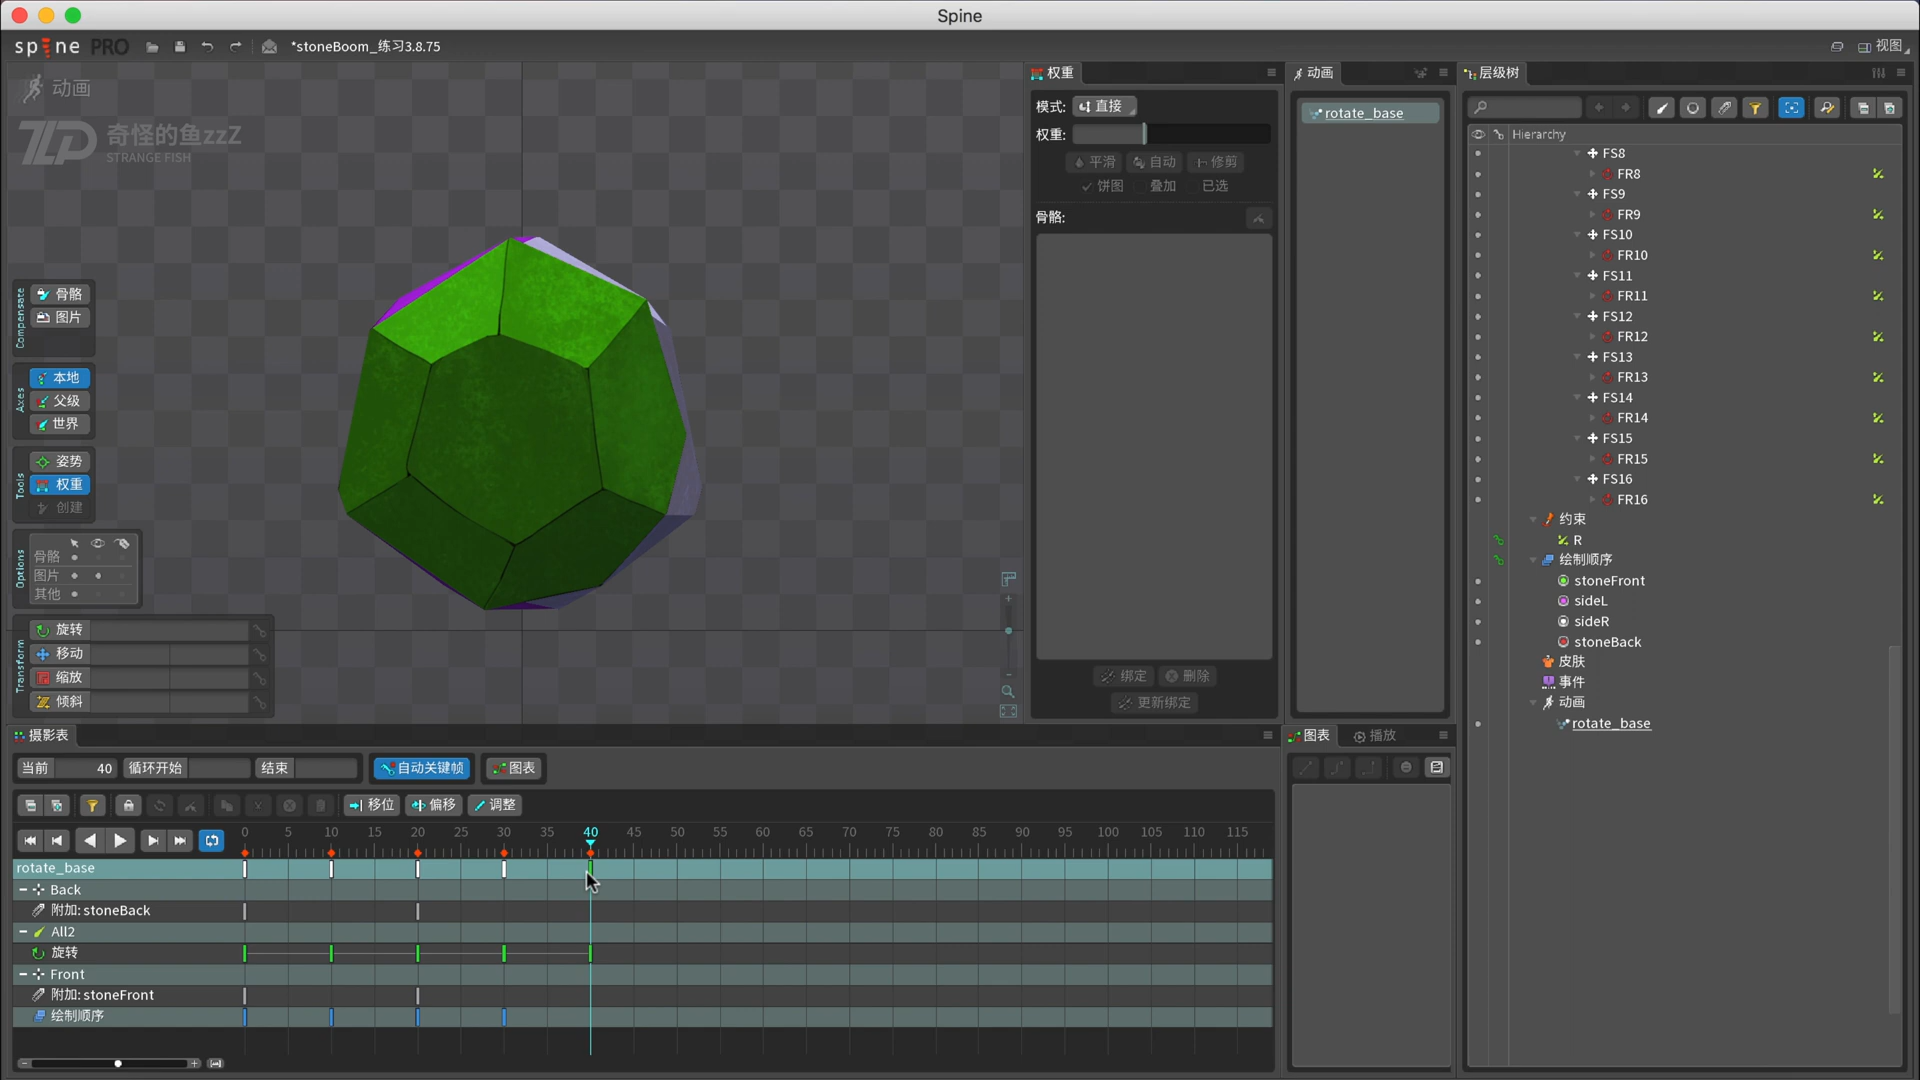 Spine
spine PRO
*stoneBoom_练习3.8.75
视图
动画
ZLP 奇怪的鱼zzZ
STRANGE FISH
Compensate
骨骼
图片
Axes
本地
父级
世界
Tools
姿势
权重
创建
Options
骨骼
图片
其他
Transform
旋转
移动
缩放
倾斜
权重
模式: 直接
权重:
平滑 自动 修剪
饼图 叠加 已选
骨骼:
绑定 删除
更新绑定
动画
rotate_base
层级树
Hierarchy
FS8
FR8
FS9
FR9
FS10
FR10
FS11
FR11
FS12
FR12
FS13
FR13
FS14
FR14
FS15
FR15
FS16
FR16
约束
R
绘制顺序
stoneFront
sideL
sideR
stoneBack
皮肤
事件
动画
rotate_base
摄影表
当前 40 循环开始 结束 自动关键帧 图表
移位 偏移 调整
0 5 10 15 20 25 30 35 40 45 50 55 60 65 70 75 80 85 90 95 100 105 110 115
rotate_base
Back
附加: stoneBack
All2
旋转
Front
附加: stoneFront
绘制顺序
图表 播放